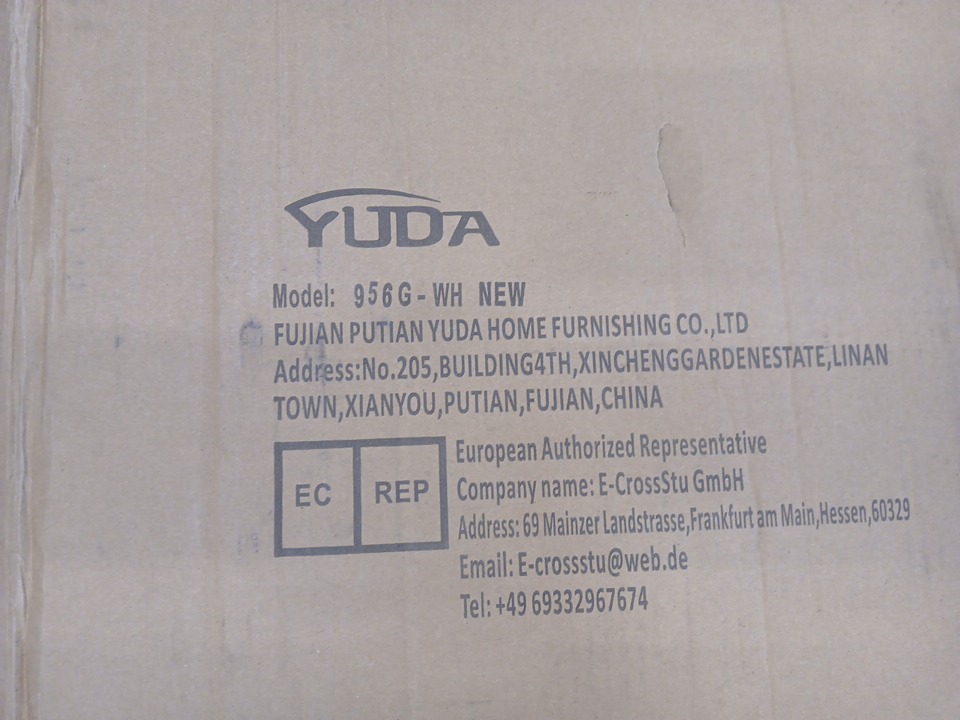 YUDA
Model: 956G-WH NEW
FUJIAN PUTIAN YUDA HOME FURNISHING CO.,LTD
Address:No.205,BUILDING4TH,XINCHENGGARDENESTATE,LINAN
TOWN,XIANYOU,PUTIAN,FUJIAN,CHINA
EC REP
European Authorized Representative
Company name: E-CrossStu GmbH
Address: 69 Mainzer Landstrasse,Frankfurt am Main,Hessen,60329
Email: E-crossstu@web.de
Tel: +49 69332967674